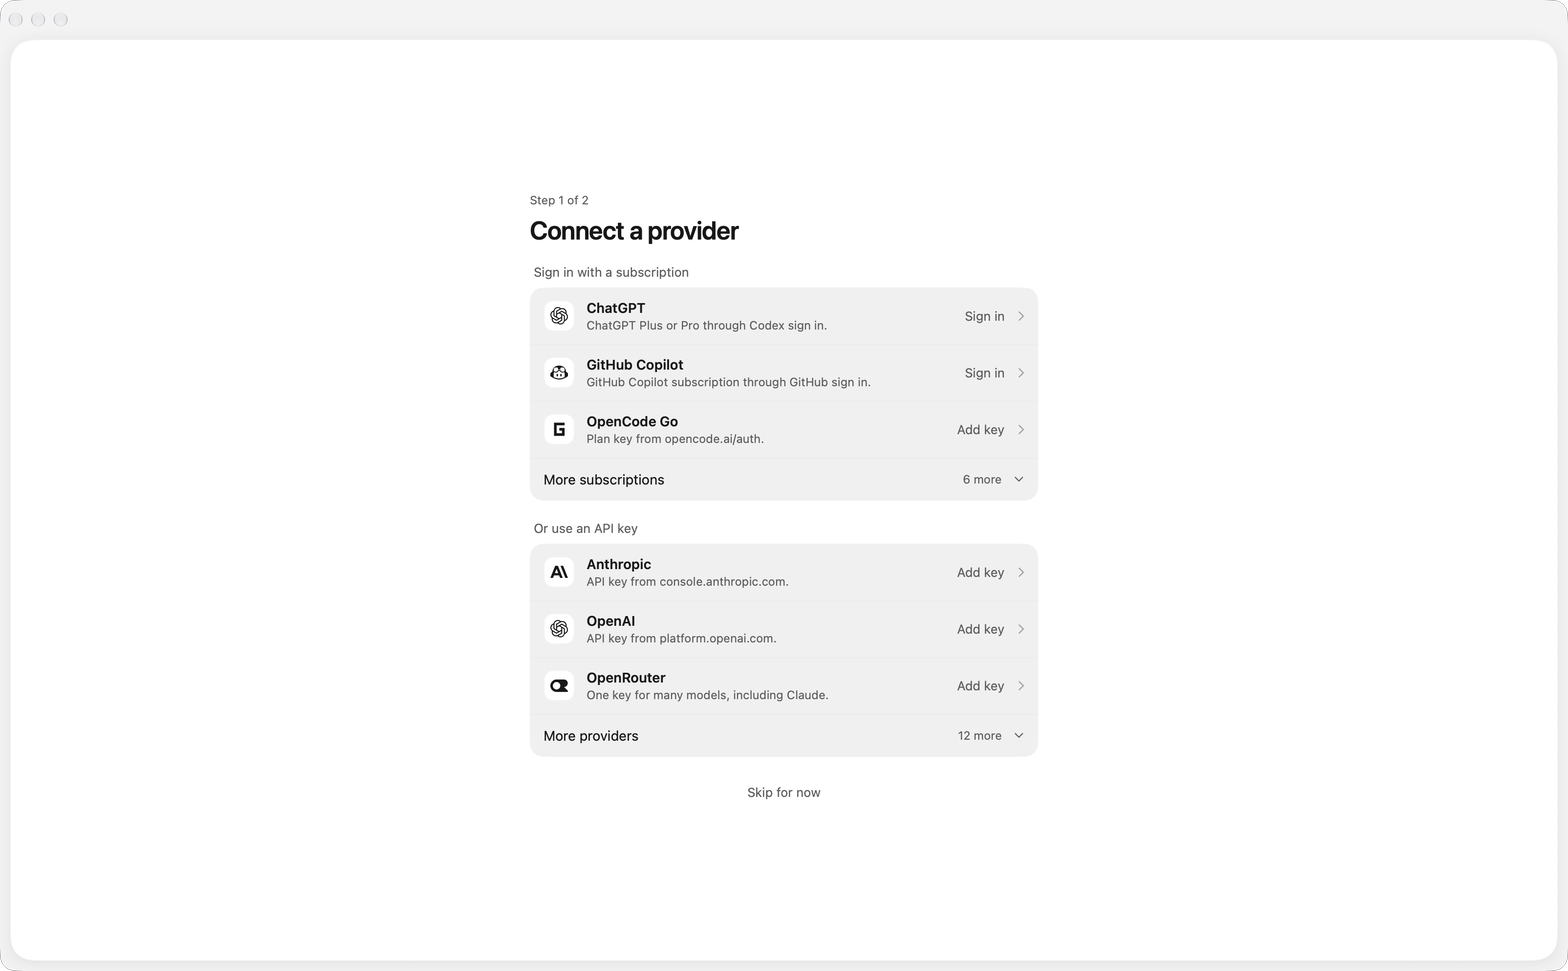 Step 1 of 2
Connect a provider
Sign in with a subscription
ChatGPT
ChatGPT Plus or Pro through Codex sign in.
Sign in
GitHub Copilot
GitHub Copilot subscription through GitHub sign in.
Sign in
OpenCode Go
Plan key from opencode.ai/auth.
Add key
More subscriptions
6 more
Or use an API key
Anthropic
API key from console.anthropic.com.
Add key
OpenAI
API key from platform.openai.com.
Add key
OpenRouter
One key for many models, including Claude.
Add key
More providers
12 more
Skip for now